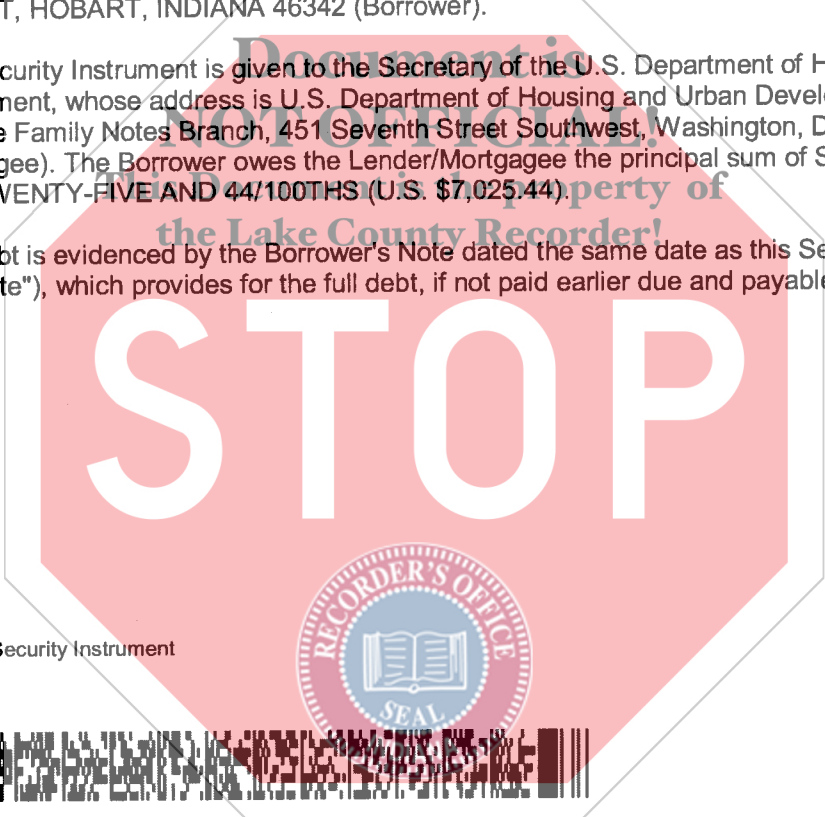 T, HOBART, INDIANA 46342 (Borrower).
Document is
curity Instrument is given to the Secretary of the U.S. Department of H
ment, whose address is U.S. Department of Housing and Urban Devel
NOT OFFICIAL!
e Family Notes Branch, 451 Seventh Street Southwest, Washington, D
gee). The Borrower owes the Lender/Mortgagee the principal sum of S
This Document is the property of
WENTY-FIVE AND 44/100THS (U.S. $7,025.44).
the Lake County Recorder!
bt is evidenced by the Borrower's Note dated the same date as this Se
te"), which provides for the full debt, if not paid earlier due and payable
STOP
RECORDER'S OFFICE
SEAL
Security Instrument